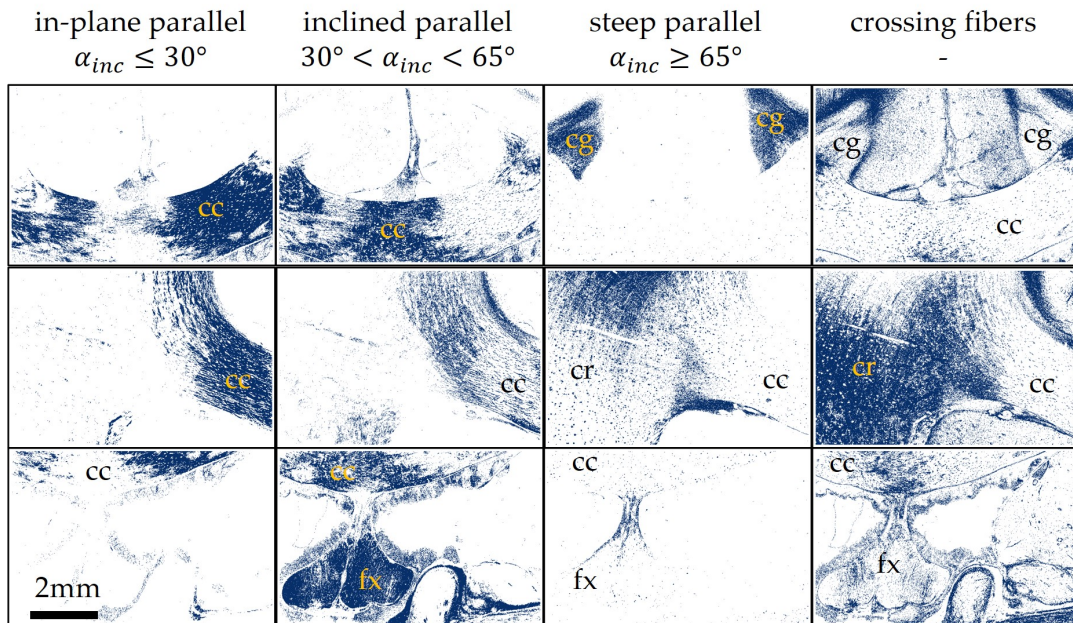 in-plane parallel inclined parallel steep parallel crossing fibers
α_inc ≤ 30° 30° < α_inc < 65° α_inc ≥ 65° -
cg cg cg cg
cc cc cc
cc cc cr cc cr cc
cc cc cc cc
fx fx fx
2mm